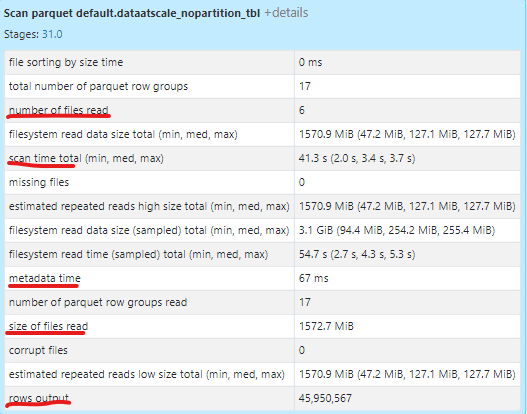 Scan parquet default.dataatscale_nopartition_tbl +details
Stages: 31.0
file sorting by size time 0 ms
total number of parquet row groups 17
number of files read 6
filesystem read data size total (min, med, max) 1570.9 MiB (47.2 MiB, 127.1 MiB, 127.7 MiB)
scan time total (min, med, max) 41.3 s (2.0 s, 3.4 s, 3.7 s)
missing files 0
estimated repeated reads high size total (min, med, max) 1570.9 MiB (47.2 MiB, 127.1 MiB, 127.7 MiB)
filesystem read data size (sampled) total (min, med, max) 3.1 GiB (94.4 MiB, 254.2 MiB, 255.4 MiB)
filesystem read time (sampled) total (min, med, max) 54.7 s (2.7 s, 4.3 s, 5.3 s)
metadata time 67 ms
number of parquet row groups read 17
size of files read 1572.7 MiB
corrupt files 0
estimated repeated reads low size total (min, med, max) 1570.9 MiB (47.2 MiB, 127.1 MiB, 127.7 MiB)
rows output 45,950,567